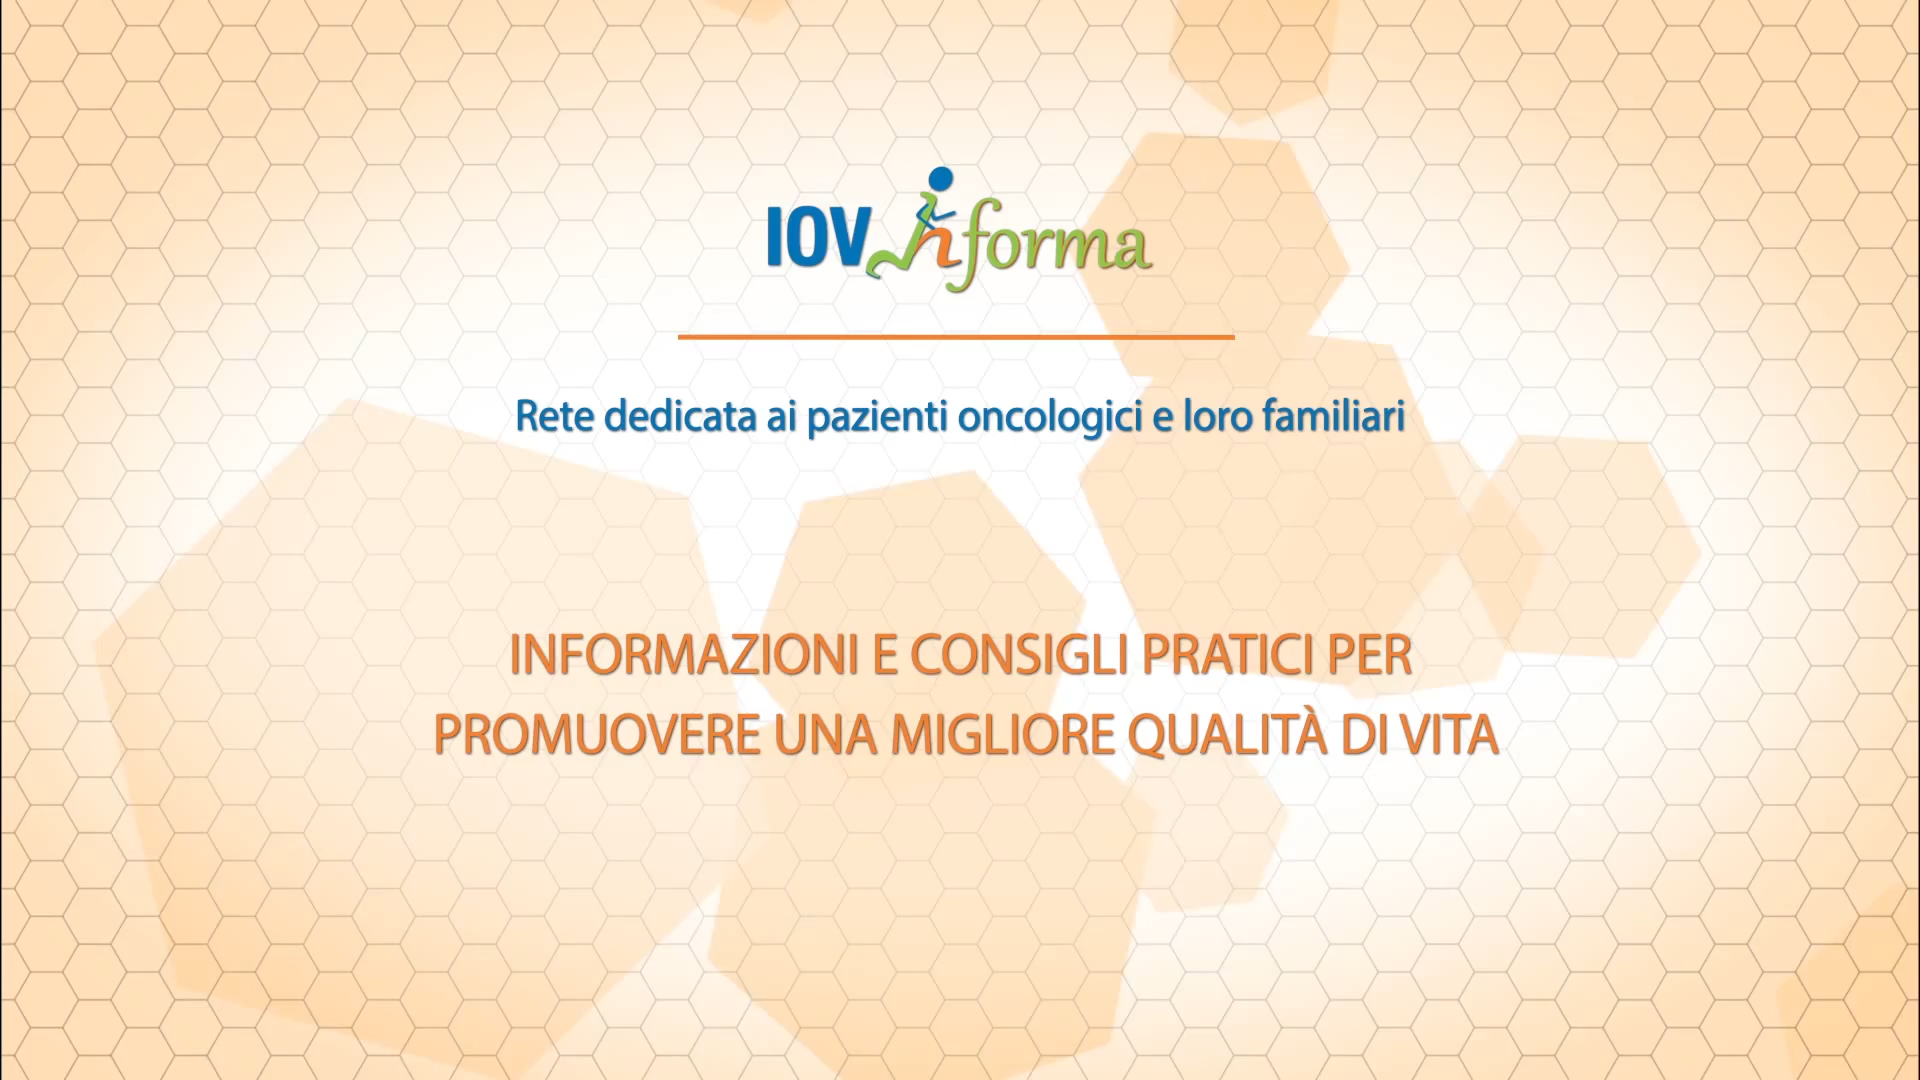 IOV informa
Rete dedicata ai pazienti oncologici e loro familiari
INFORMAZIONI E CONSIGLI PRATICI PER
PROMUOVERE UNA MIGLIORE QUALITÀ DI VITA